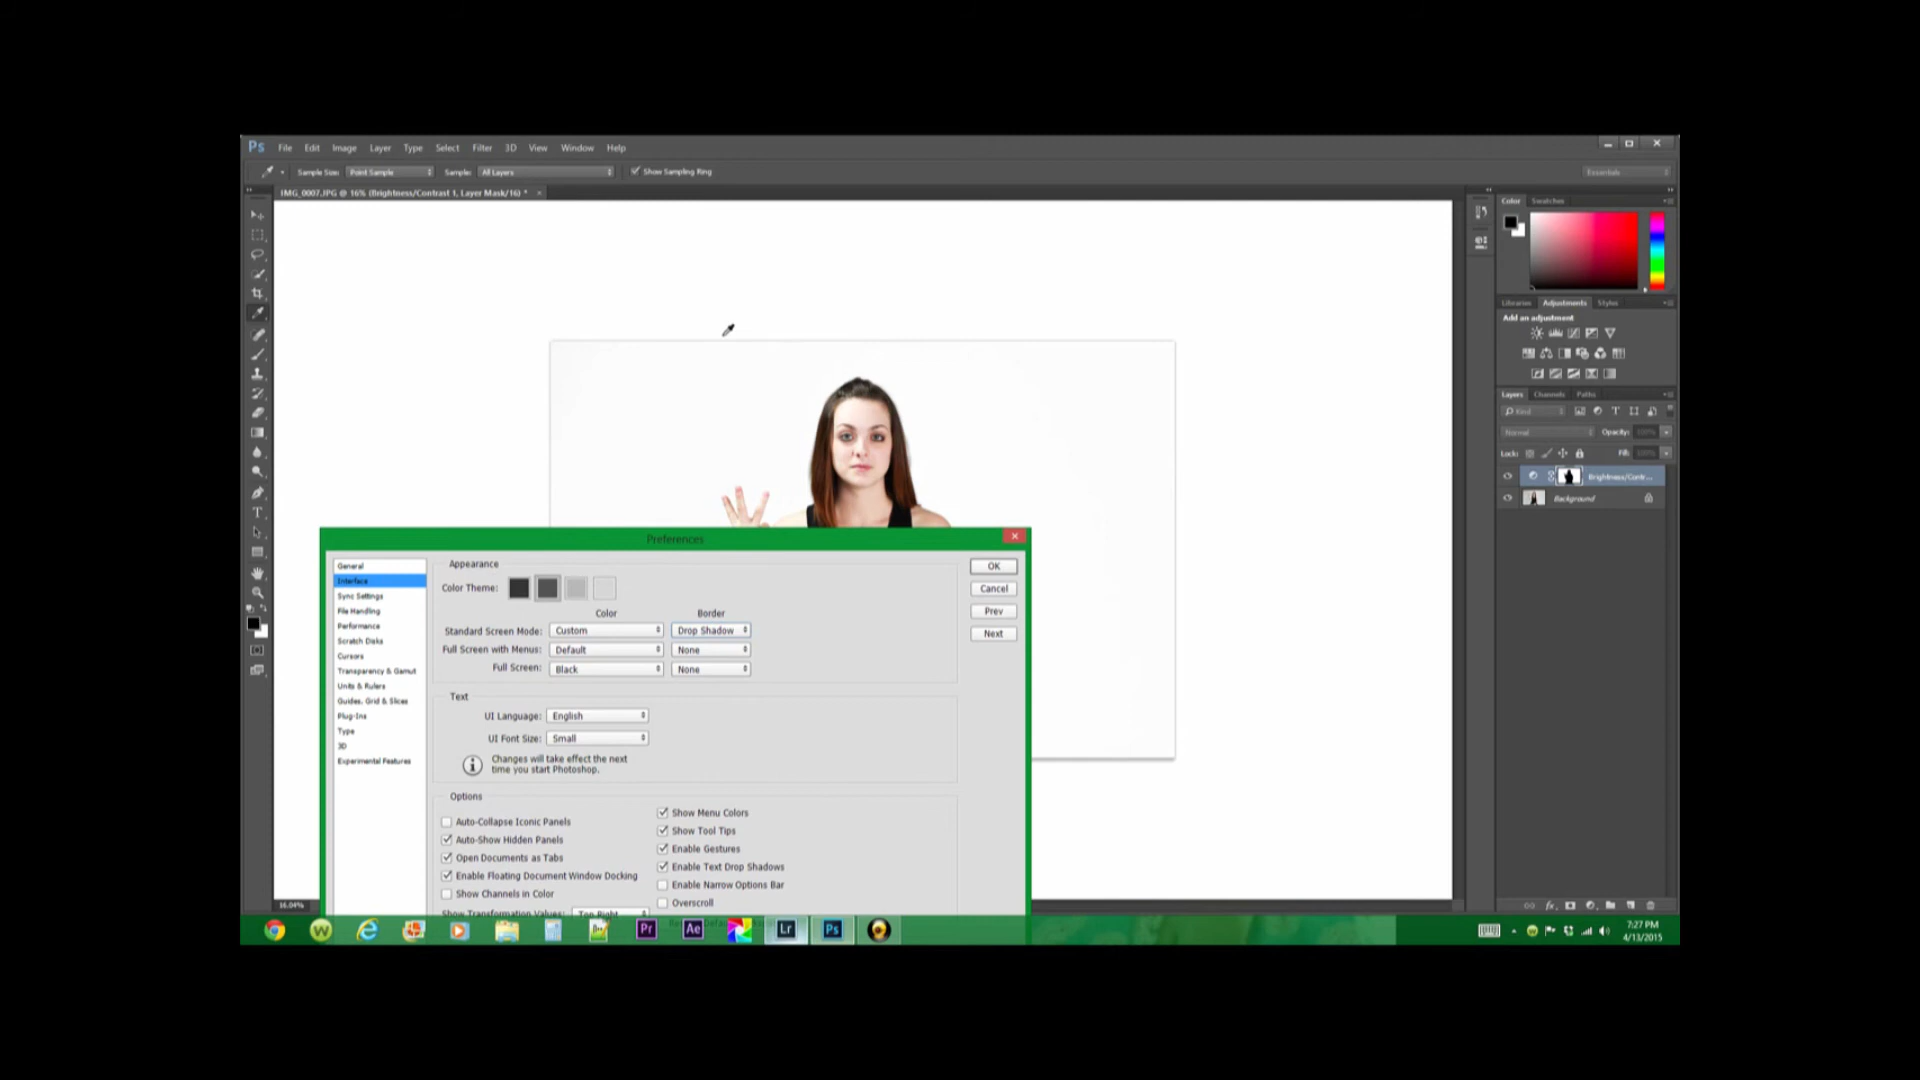 Ps File Edit Image Layer Type Select Filter 3D View Window Help
Sample Size: Point Sample Sample: All Layers Show Sampling Ring Essentials
IMG_0007.JPG @ 16% (Brightness/Contrast 1, Layer Mask/16) * ×
Color Swatches
Libraries Adjustments Styles
Add an adjustment
Layers Channels Paths
Kind
Normal Opacity: 100%
Lock: Fill: 100%
Brightness/Contr...
Background
Preferences
General
Interface
Sync Settings
File Handling
Performance
Scratch Disks
Cursors
Transparency & Gamut
Units & Rulers
Guides, Grid & Slices
Plug-Ins
Type
3D
Experimental Features
Appearance
Color Theme:
Color Border
Standard Screen Mode: Custom Drop Shadow
Full Screen with Menus: Default None
Full Screen: Black None
Text
UI Language: English
UI Font Size: Small
Changes will take effect the next
time you start Photoshop.
Options
Auto-Collapse Iconic Panels
Auto-Show Hidden Panels
Open Documents as Tabs
Enable Floating Document Window Docking
Show Channels in Color
Show Transformation Values: Top Right
Show Menu Colors
Show Tool Tips
Enable Gestures
Enable Text Drop Shadows
Enable Narrow Options Bar
Overscroll
OK
Cancel
Prev
Next
16.04%
Pr Ae Lr Ps
7:27 PM
4/13/2015